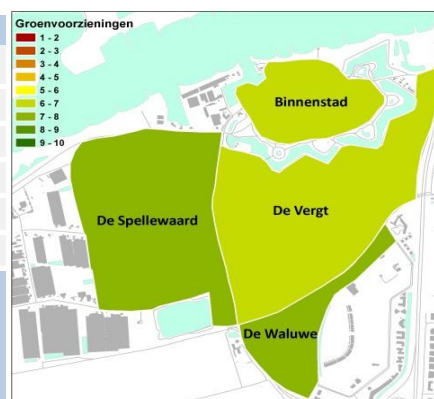 Groenvoorzieningen
1 - 2
2 - 3
3 - 4
4 - 5
5 - 6
6 - 7
7 - 8
8 - 9
9 - 10
Binnenstad
De Spellewaard
De Vergt
De Waluwe